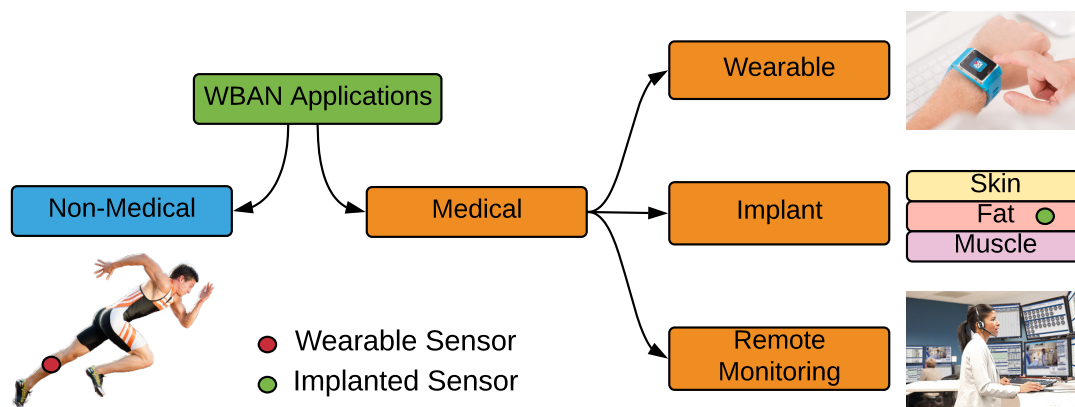 WBAN Applications
Non-Medical
Medical
Wearable
Implant
Remote
Monitoring
Skin
Fat
Muscle
Wearable Sensor
Implanted Sensor